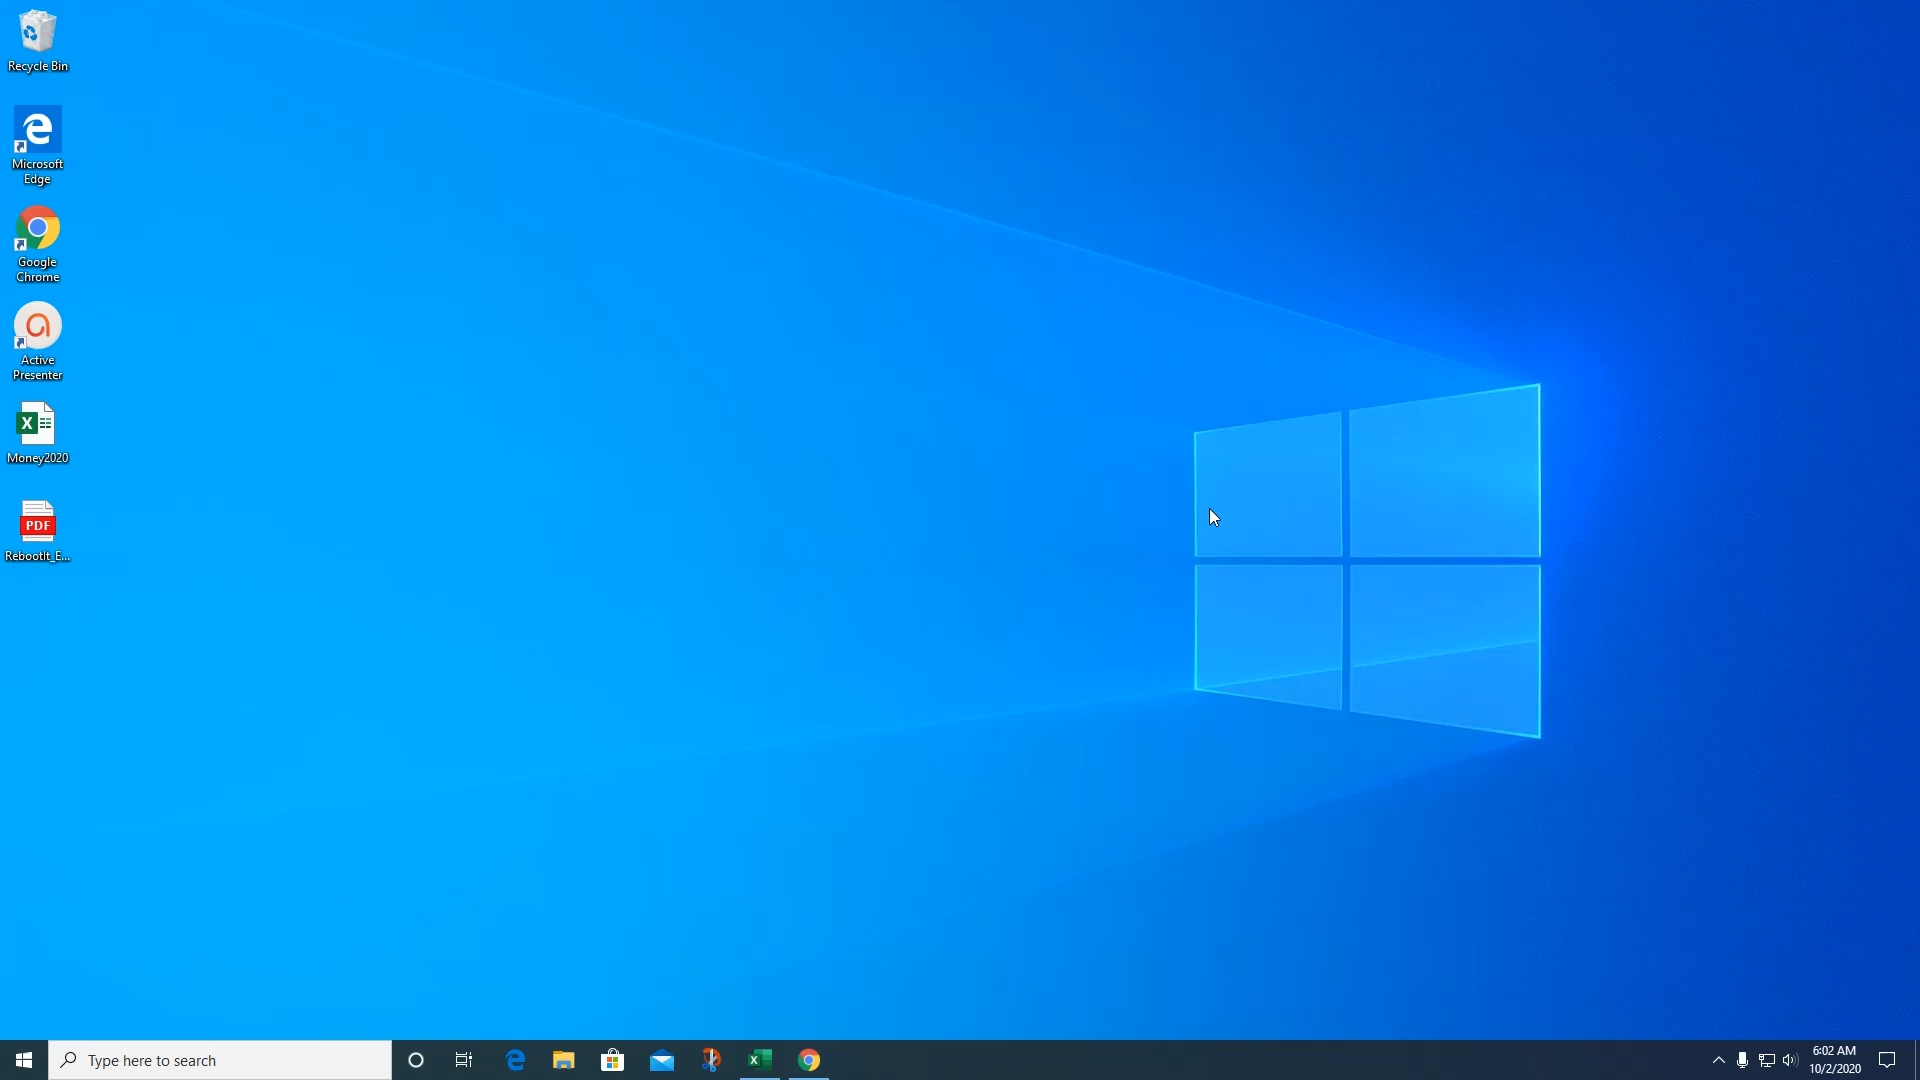 Recycle Bin
Microsoft
Edge
Google
Chrome
Active
Presenter
X
Money2020
PDF
RebootIt_E...
Type here to search
X
6:02 AM
10/2/2020